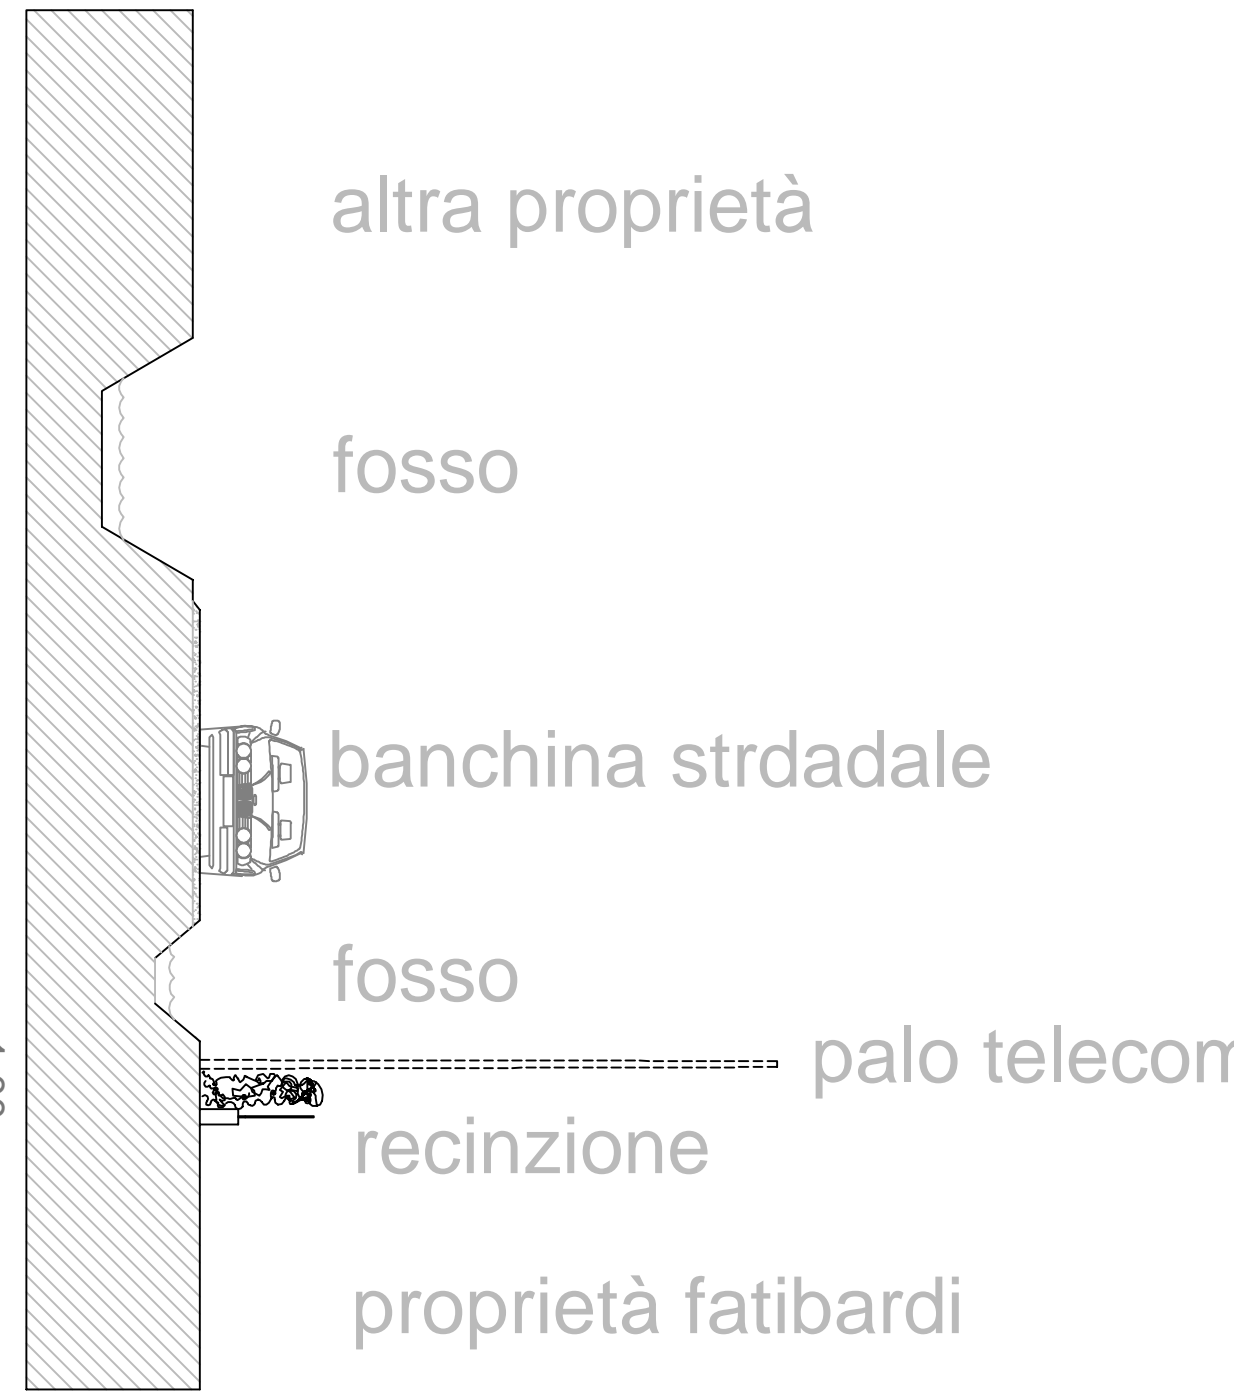 altra proprietà
fosso
banchina strdadale
fosso
palo telecom
recinzione
proprietà fatibardi